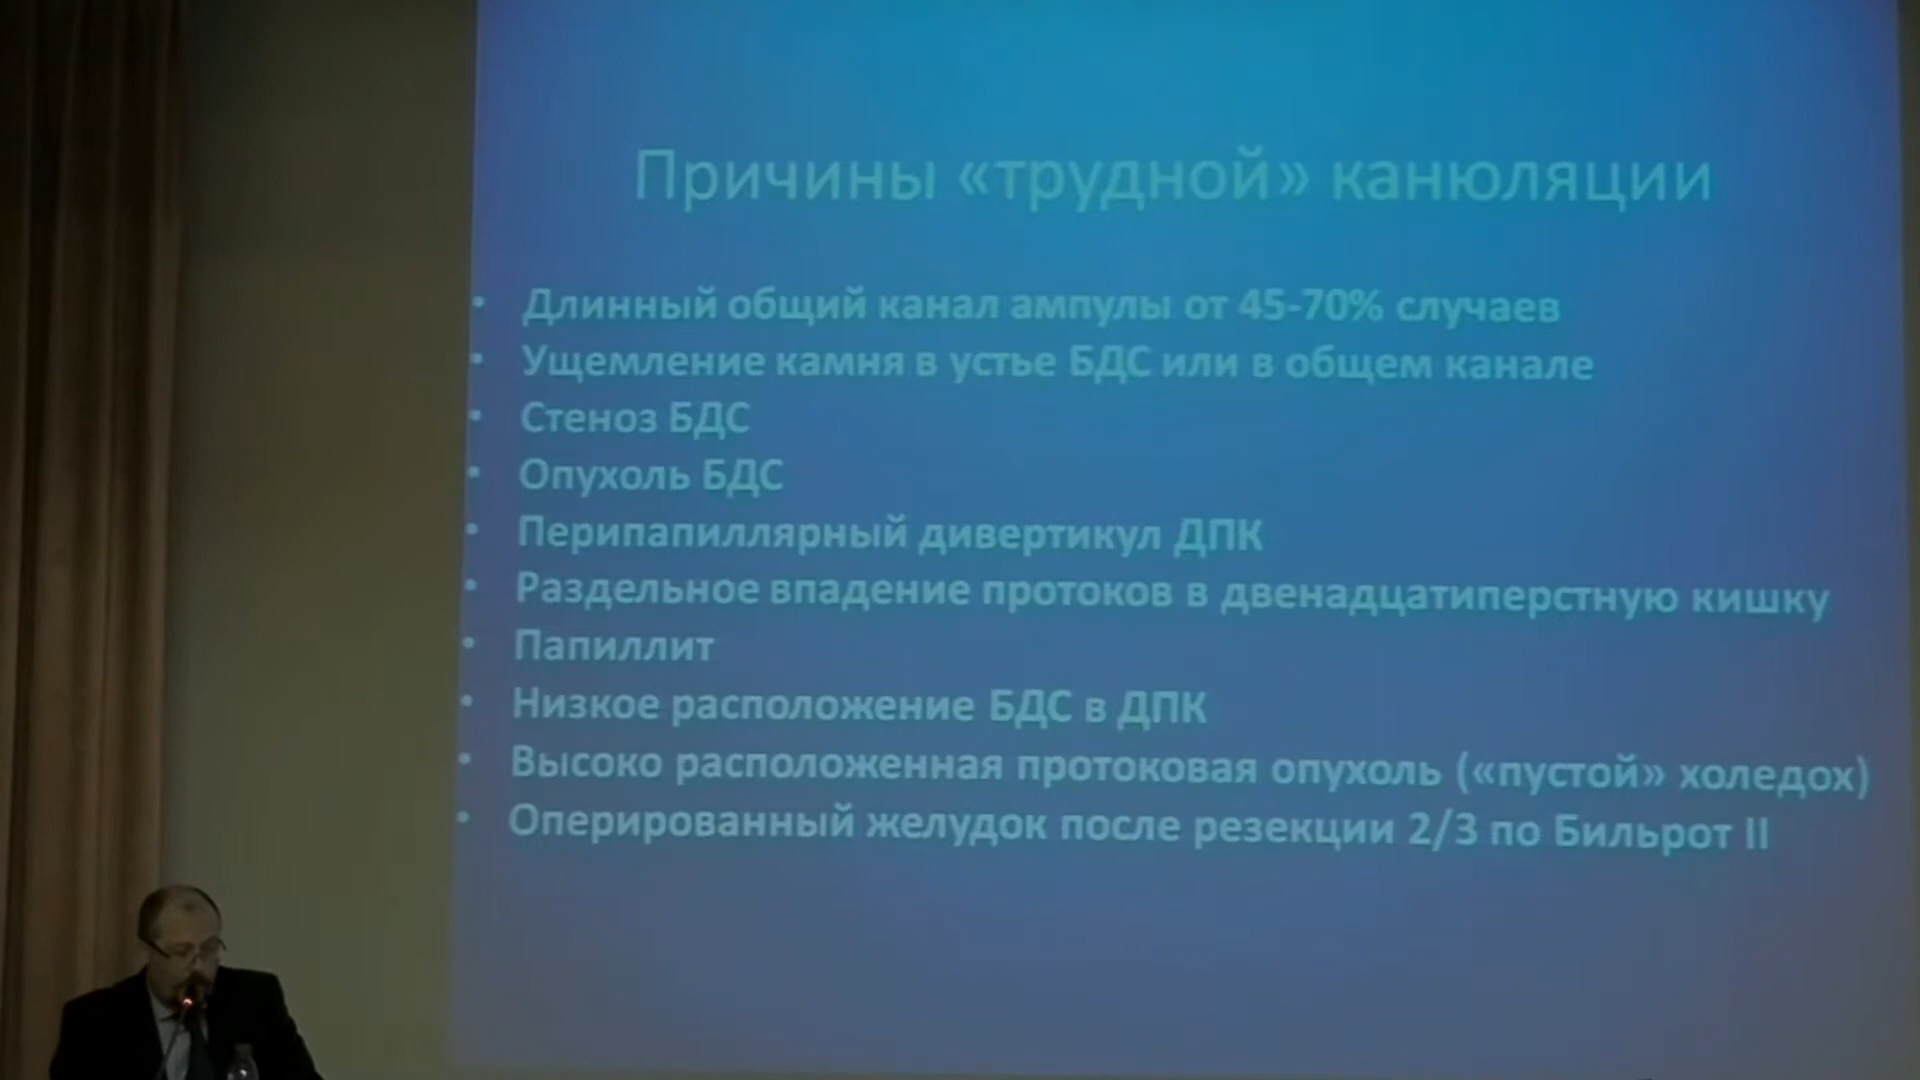 Причины «трудной» канюляции
• Длинный общий канал ампулы от 45-70% случаев
• Ущемление камня в устье БДС или в общем канале
• Стеноз БДС
• Опухоль БДС
• Перипапиллярный дивертикул ДПК
• Раздельное впадение протоков в двенадцатиперстную кишку
• Папиллит
• Низкое расположение БДС в ДПК
• Высоко расположенная протоковая опухоль («пустой» холедох)
• Оперированный желудок после резекции 2/3 по Бильрот II